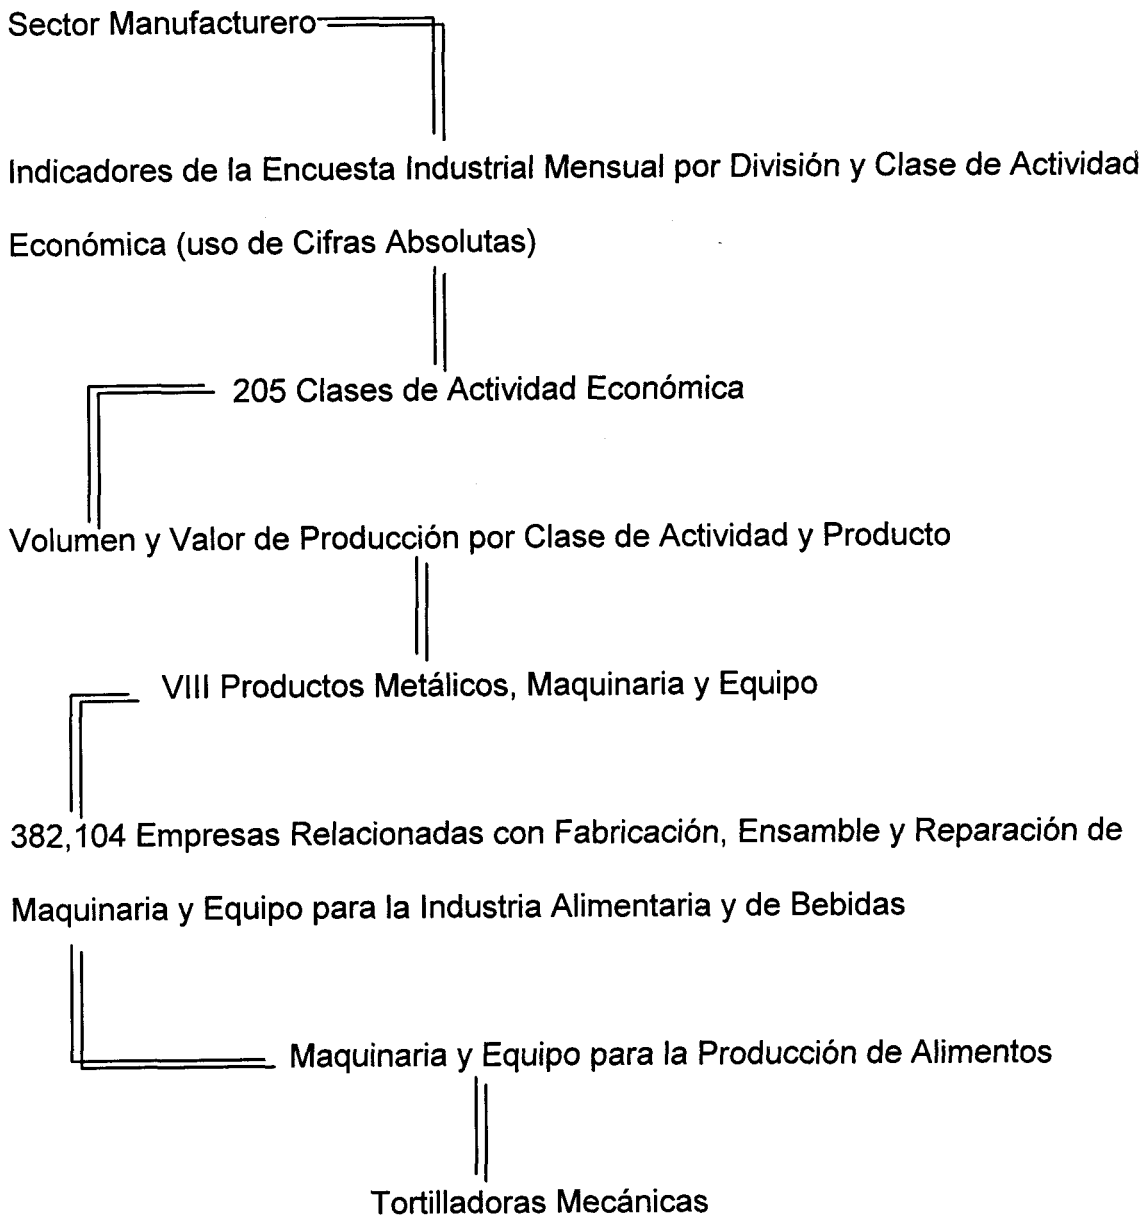 Sector Manufacturero
Indicadores de la Encuesta Industrial Mensual por División y Clase de Actividad
Económica (uso de Cifras Absolutas)
205 Clases de Actividad Económica
Volumen y Valor de Producción por Clase de Actividad y Producto
VIII Productos Metálicos, Maquinaria y Equipo
382,104 Empresas Relacionadas con Fabricación, Ensamble y Reparación de
Maquinaria y Equipo para la Industria Alimentaria y de Bebidas
Maquinaria y Equipo para la Producción de Alimentos
Tortilladoras Mecánicas